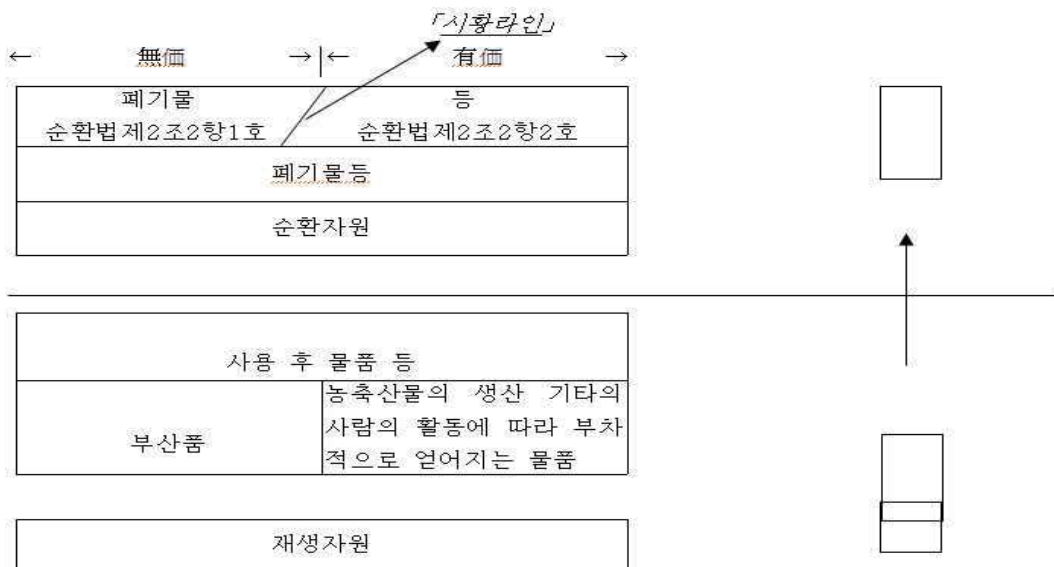 「시황라인」
← 無価 →|← 有価 →
폐기물 등
순환법제2조2항1호 순환법제2조2항2호
폐기물등
순환자원
사용 후 물품 등
농축산물의 생산 기타의
부산품 사람의 활동에 따라 부차
적으로 얻어지는 물품
재생자원